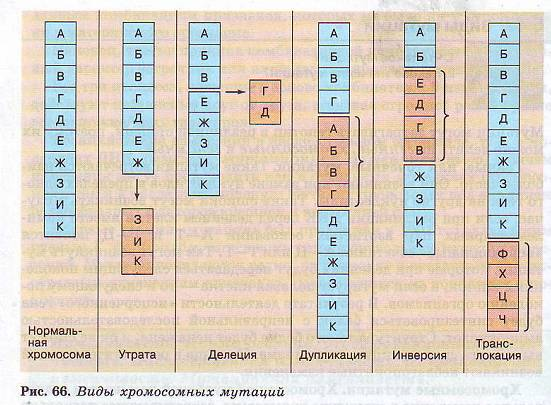 А
Б
В
Г
Д
Е
Ж
З
И
К
Нормаль-
ная
хромосома
А
Б
В
Г
Д
Е
Ж
З
И
К
Утрата
А
Б
В
Е
Ж
З
И
К
Г
Д
Делеция
А
Б
В
Г
А
Б
В
Г
Д
Е
Ж
З
И
К
Дупликация
А
Б
Е
Д
Г
В
Ж
З
И
К
Инверсия
А
Б
В
Г
Д
Е
Ж
З
И
К
Ф
Х
Ц
Ч
Транс-
локация
Рис. 66. Виды хромосомных мутаций